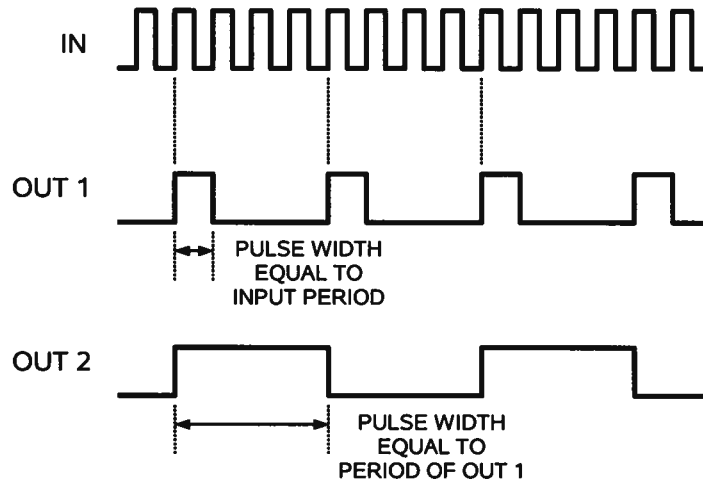 IN
OUT 1
PULSE WIDTH
EQUAL TO
INPUT PERIOD
OUT 2
PULSE WIDTH
EQUAL TO
PERIOD OF OUT 1